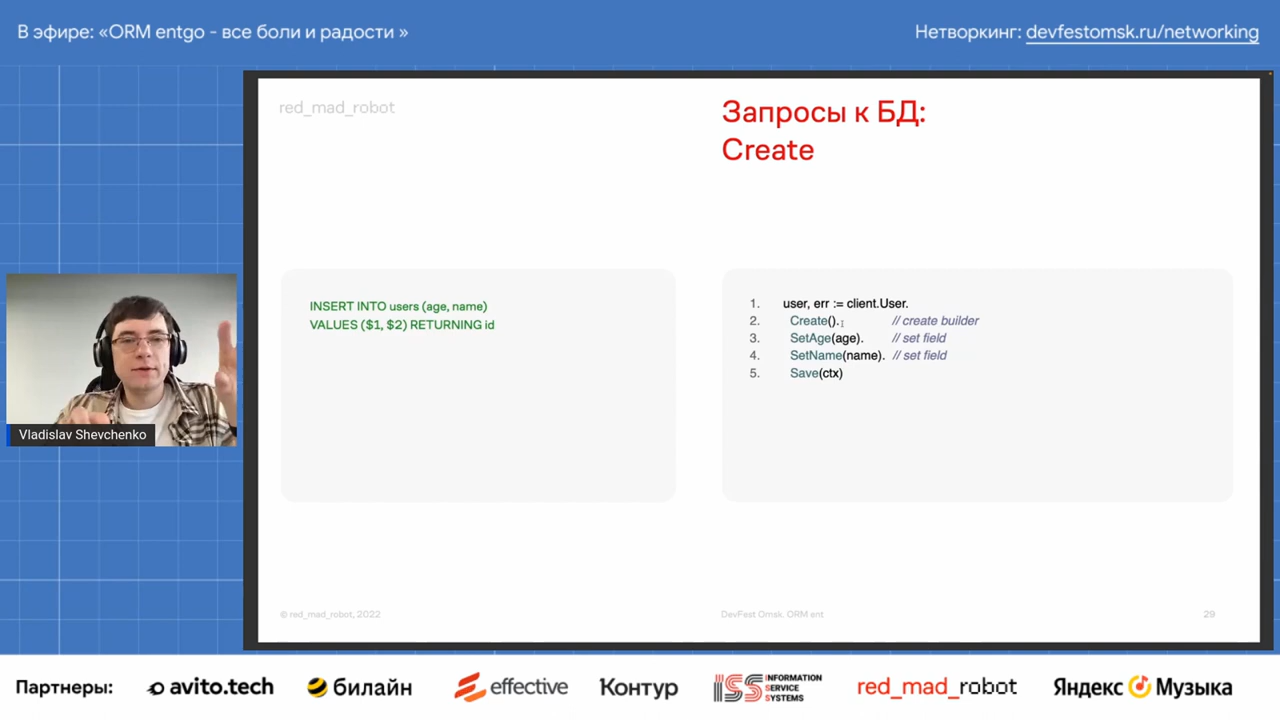 В эфире: «ORM entgo - все боли и радости »
Нетворкинг: devfestomsk.ru/networking
red_mad_robot
Запросы к БД:
Create
INSERT INTO users (age, name)
VALUES ($1, $2) RETURNING id
1. user, err := client.User.
2. Create(). // create builder
3. SetAge(age). // set field
4. SetName(name). // set field
5. Save(ctx)
Vladislav Shevchenko
© red_mad_robot, 2022
DevFest Omsk. ORM ent
29
Партнеры:
avito.tech
билайн
effective
Контур
ISS INFORMATION
SERVICE
SYSTEMS
red_mad_robot
Яндекс Музыка